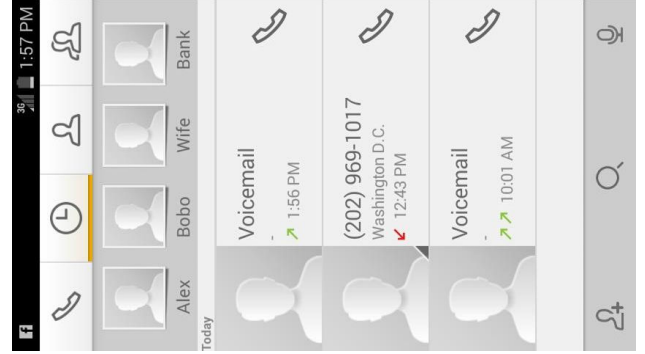 3G 1:57 PM
Alex Bobo Wife Bank
Today
Voicemail
-
1:56 PM
(202) 969-1017
Washington D.C.
12:43 PM
Voicemail
-
10:01 AM